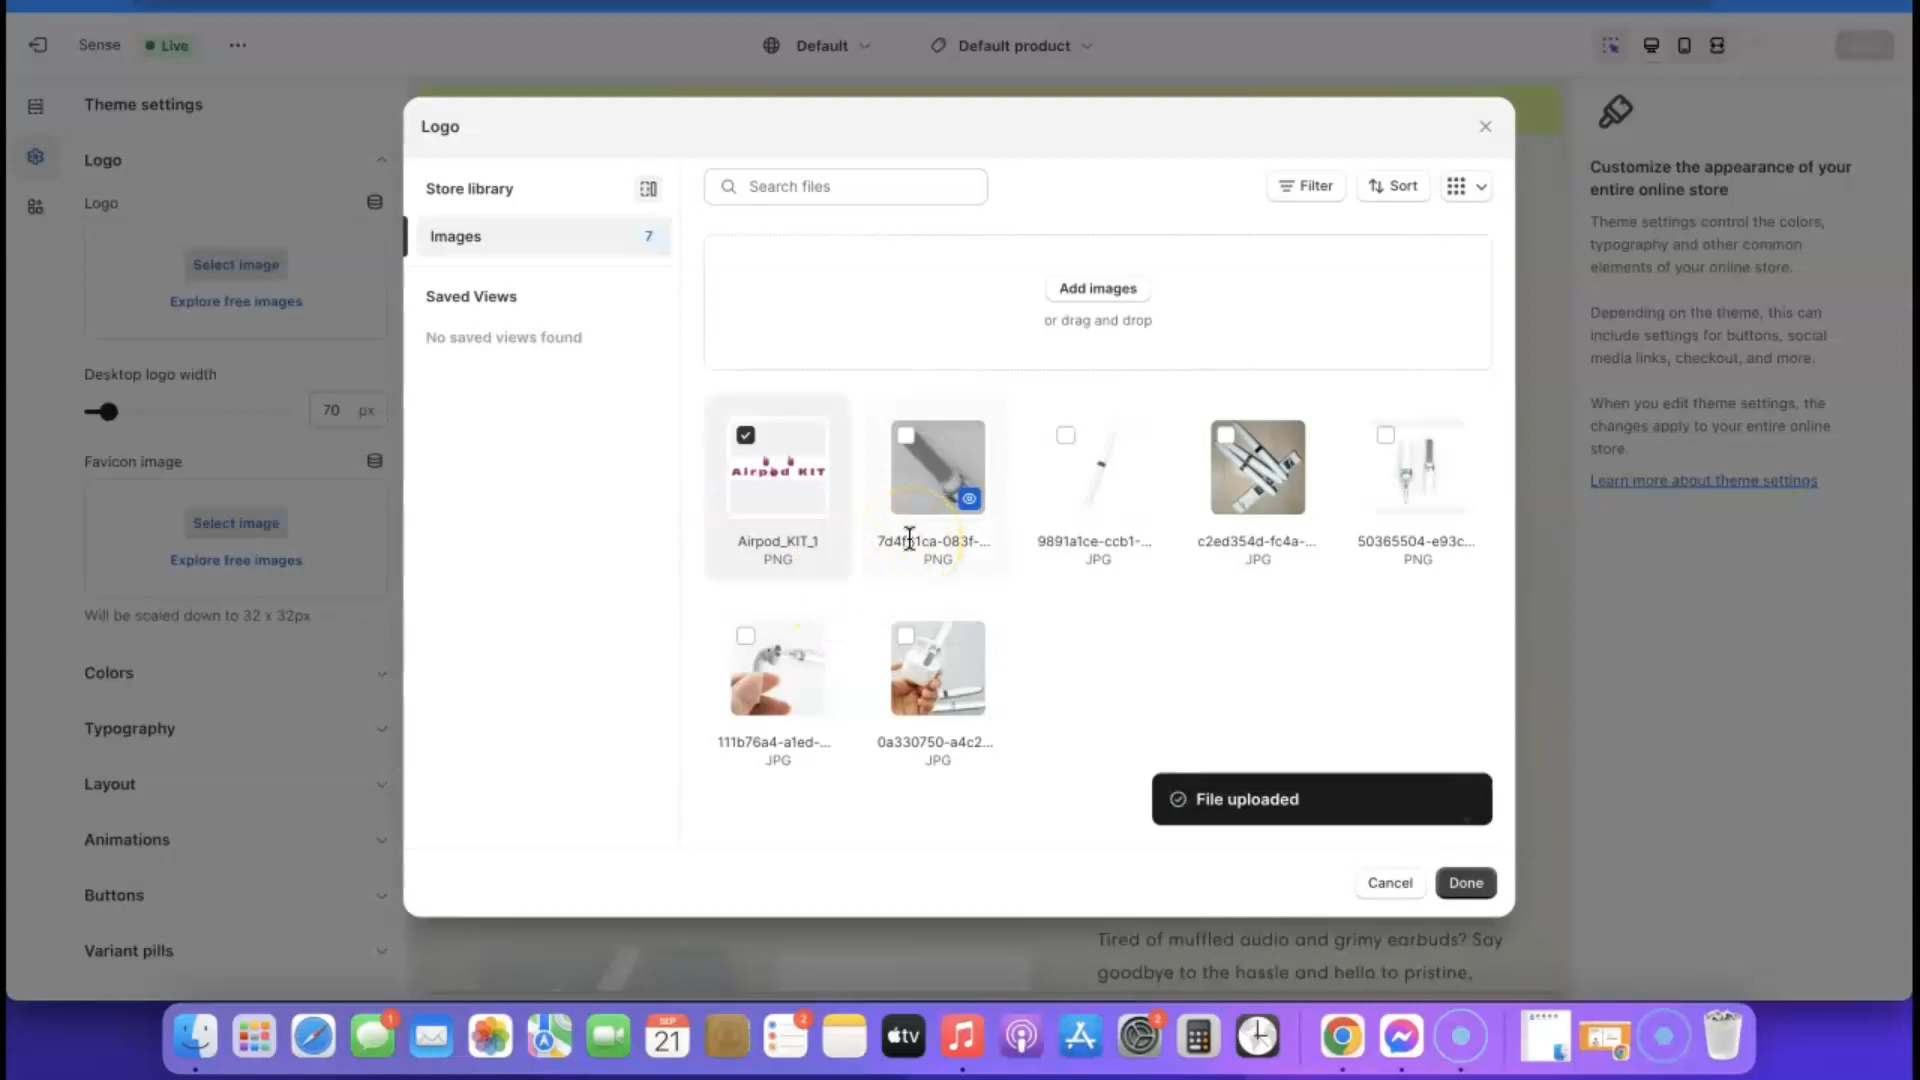 Sense
Live
Default
Default product
Theme settings
Logo
Logo
Select image
Explore free images
Desktop logo width
70 px
Favicon image
Select image
Explore free images
Will be scaled down to 32 x 32px
Colors
Typography
Layout
Animations
Buttons
Variant pills
Logo
Store library
Images 7
Saved Views
No saved views found
Search files
Filter
Sort
Add images
or drag and drop
Airpod KIT
Airpod_KIT_1
PNG
PNG
9891a1ce-ccb1-...
JPG
c2ed354d-fc4a-...
JPG
50365504-e93c...
PNG
111b76a4-a1ed-...
JPG
0a330750-a4c2...
JPG
File uploaded
Cancel
Done
Customize the appearance of your
entire online store
Theme settings control the colors,
typography and other common
elements of your online store.
Depending on the theme, this can
include settings for buttons, social
media links, checkout, and more.
When you edit theme settings, the
changes apply to your entire online
store.
Learn more about theme settings
Tired of muffled audio and grimy earbuds? Say
goodbye to the hassle and hello to pristine,
1
SEP
21
2
tv
2